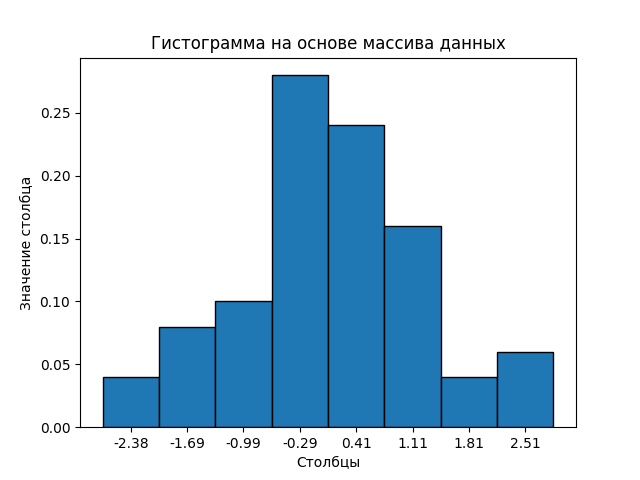 Гистограмма на основе массива данных
Значение столбца
0.25
0.20
0.15
0.10
0.05
0.00
-2.38 -1.69 -0.99 -0.29 0.41 1.11 1.81 2.51
Столбцы